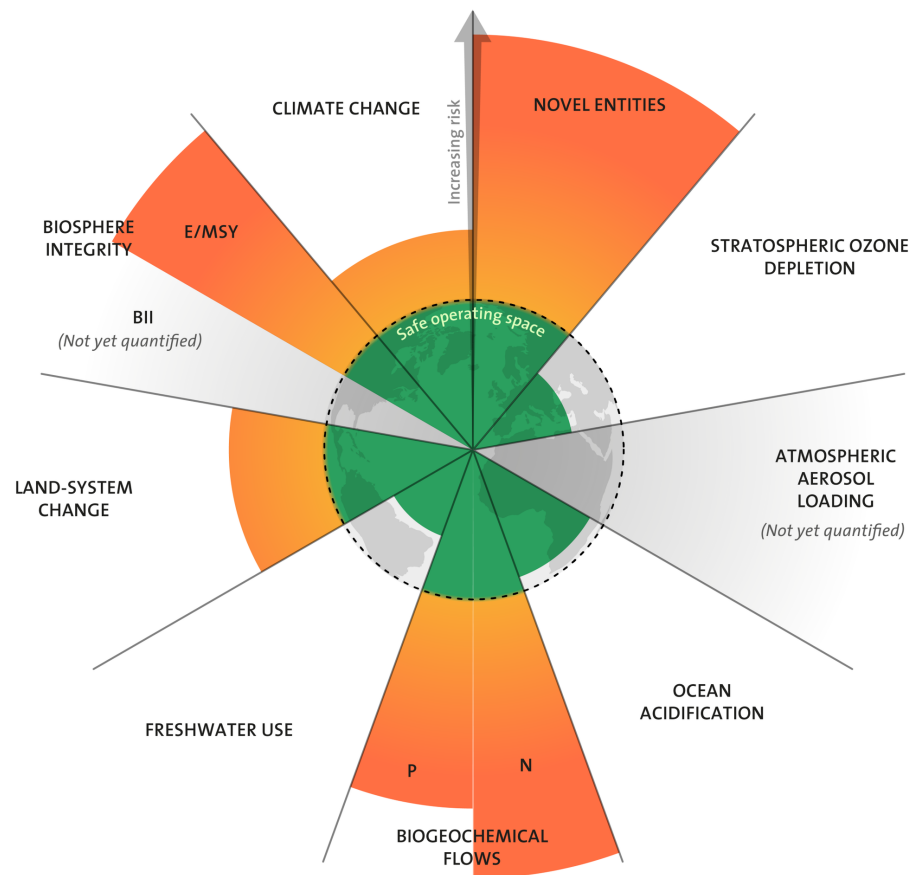 CLIMATE CHANGE
Increasing risk
NOVEL ENTITIES
BIOSPHERE
INTEGRITY
E/MSY
STRATOSPHERIC OZONE
DEPLETION
BII
(Not yet quantified)
Safe operating space
ATMOSPHERIC
AEROSOL
LOADING
(Not yet quantified)
LAND-SYSTEM
CHANGE
OCEAN
ACIDIFICATION
FRESHWATER USE
P
N
BIOGEOCHEMICAL
FLOWS